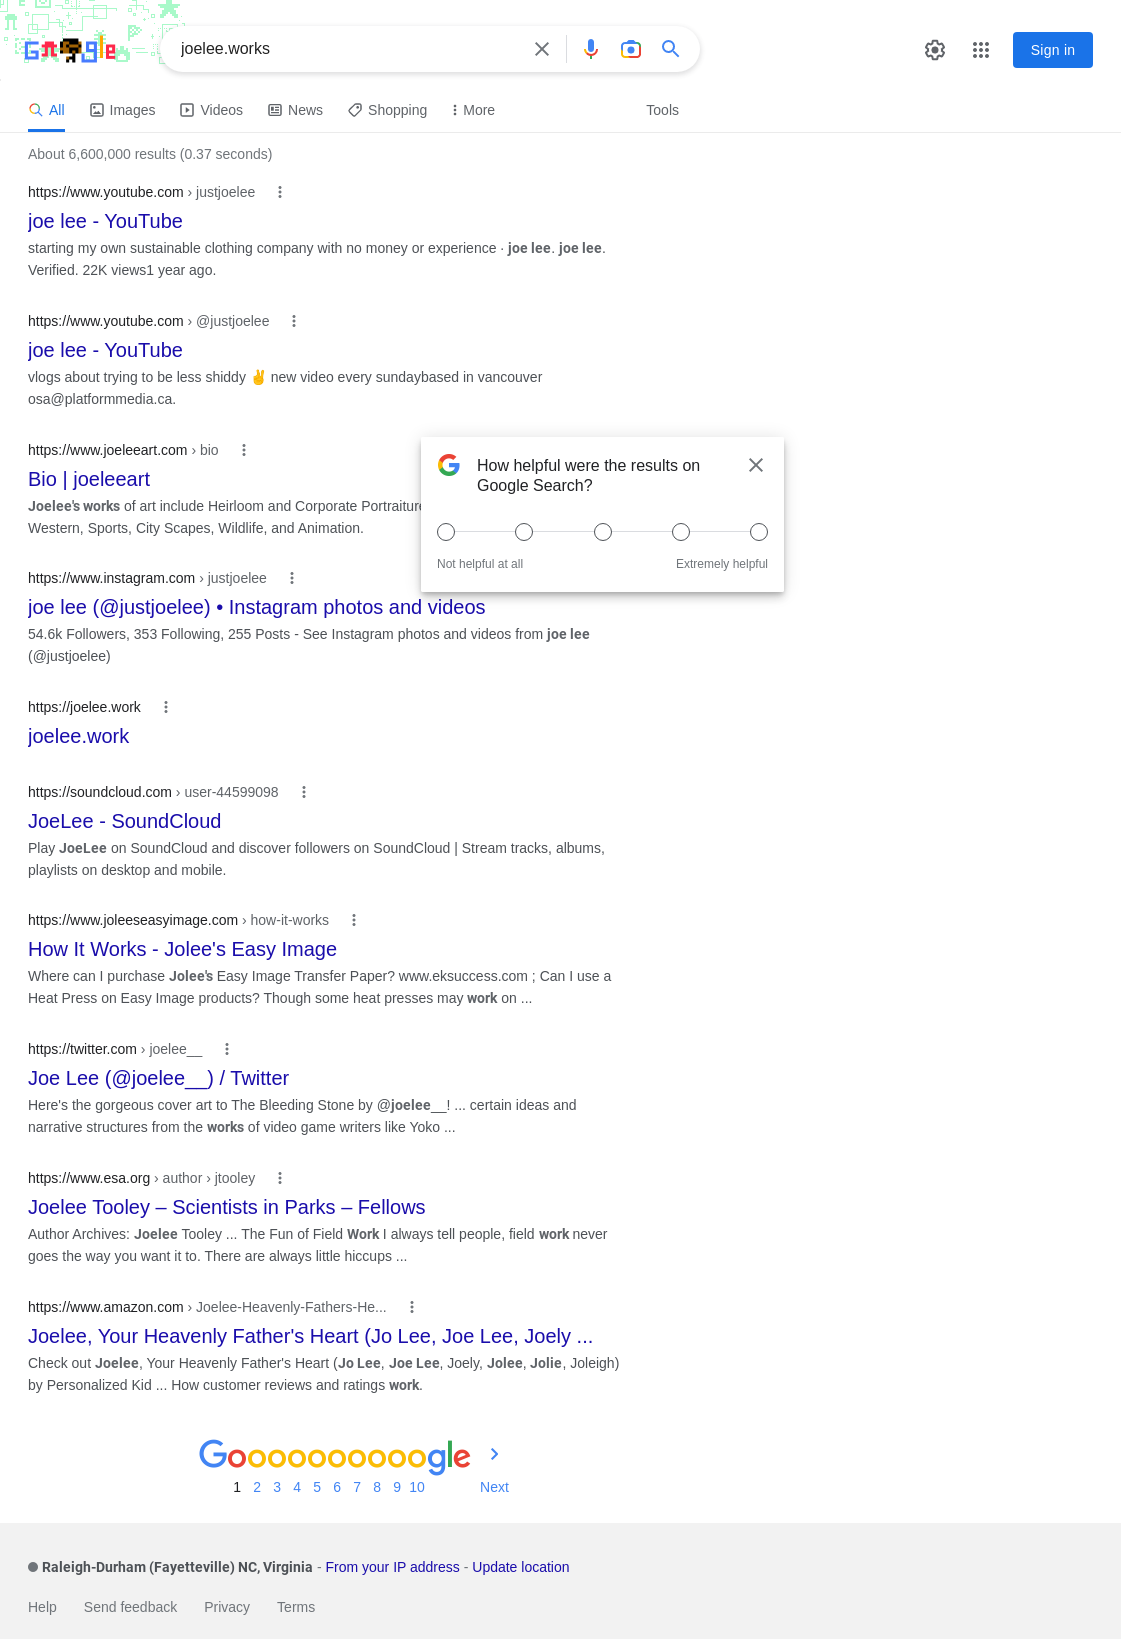 Google
joelee.works
Sign in
All
Images
Videos
News
Shopping
More
Tools
About 6,600,000 results (0.37 seconds)
https://www.youtube.com › justjoelee
joe lee - YouTube
starting my own sustainable clothing company with no money or experience · joe lee. joe lee.
Verified. 22K views1 year ago.
https://www.youtube.com › @justjoelee
joe lee - YouTube
vlogs about trying to be less shiddy ✌ new video every sundaybased in vancouver
osa@platformmedia.ca.
https://www.joeleeart.com › bio
Bio | joeleeart
Joelee's works of art include Heirloom and Corporate Portraiture
Western, Sports, City Scapes, Wildlife, and Animation.
How helpful were the results on
Google Search?
Not helpful at all
Extremely helpful
https://www.instagram.com › justjoelee
joe lee (@justjoelee) • Instagram photos and videos
54.6k Followers, 353 Following, 255 Posts - See Instagram photos and videos from joe lee
(@justjoelee)
https://joelee.work
joelee.work
https://soundcloud.com › user-44599098
JoeLee - SoundCloud
Play JoeLee on SoundCloud and discover followers on SoundCloud | Stream tracks, albums,
playlists on desktop and mobile.
https://www.joleeseasyimage.com › how-it-works
How It Works - Jolee's Easy Image
Where can I purchase Jolee's Easy Image Transfer Paper? www.eksuccess.com ; Can I use a
Heat Press on Easy Image products? Though some heat presses may work on ...
https://twitter.com › joelee__
Joe Lee (@joelee__) / Twitter
Here's the gorgeous cover art to The Bleeding Stone by @joelee__! ... certain ideas and
narrative structures from the works of video game writers like Yoko ...
https://www.esa.org › author › jtooley
Joelee Tooley – Scientists in Parks – Fellows
Author Archives: Joelee Tooley ... The Fun of Field Work I always tell people, field work never
goes the way you want it to. There are always little hiccups ...
https://www.amazon.com › Joelee-Heavenly-Fathers-He...
Joelee, Your Heavenly Father's Heart (Jo Lee, Joe Lee, Joely ...
Check out Joelee, Your Heavenly Father's Heart (Jo Lee, Joe Lee, Joely, Jolee, Jolie, Joleigh)
by Personalized Kid ... How customer reviews and ratings work.
Goooooooooogle
1 2 3 4 5 6 7 8 9 10 Next
Raleigh-Durham (Fayetteville) NC, Virginia - From your IP address - Update location
Help Send feedback Privacy Terms